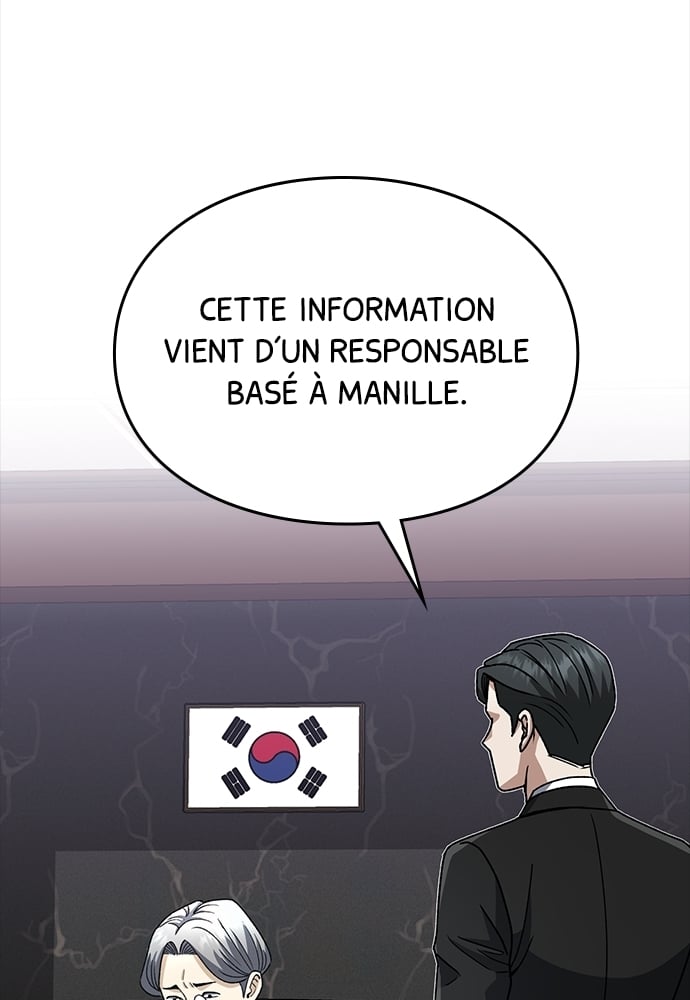 CETTE INFORMATION
VIENT D´UN RESPONSABLE
BASÉ À MANILLE.